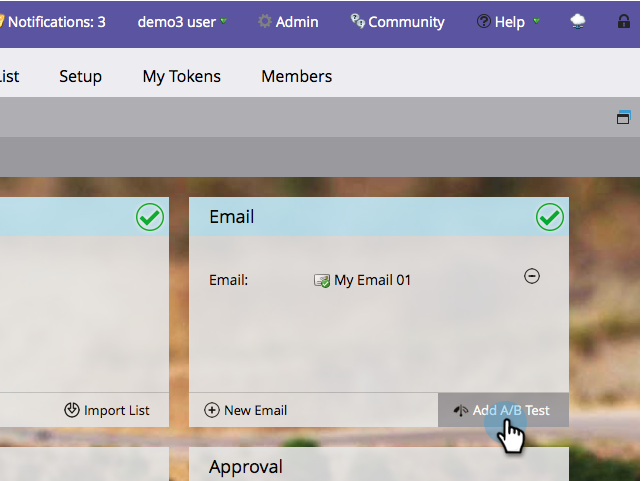 Notifications: 3 demo3 user Admin Community Help
Setup My Tokens Members
Email
Email: My Email 01
Import List New Email Add A/B Test
Approval